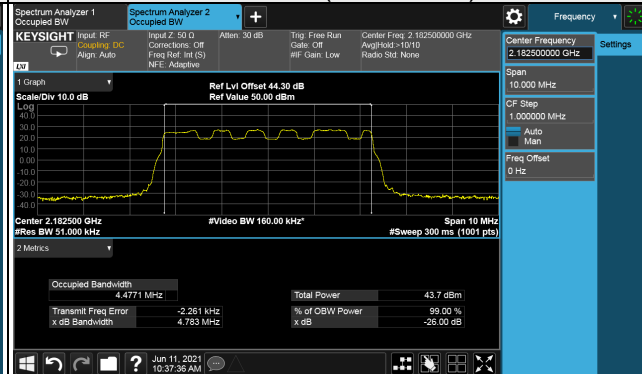 Spectrum Analyzer 1
Occupied BW
Spectrum Analyzer 2
Occupied BW
Frequency
KEYSIGHT
LXI
Input: RF
Coupling: DC
Align: Auto
Input Z: 50 Ω
Corrections: Off
Freq Ref: Int (S)
NFE: Adaptive
Atten: 30 dB
Trig: Free Run
Gate: Off
#IF Gain: Low
Center Freq: 2.182500000 GHz
Avg|Hold:>10/10
Radio Std: None
Center Frequency
2.182500000 GHz
Settings
Span
10.000 MHz
CF Step
1.000000 MHz
Auto
Man
Freq Offset
0 Hz
1 Graph
Scale/Div 10.0 dB
Ref Lvl Offset 44.30 dB
Ref Value 50.00 dBm
Log
40.0
30.0
20.0
10.0
0.00
-10.0
-20.0
-30.0
-40.0
Center 2.182500 GHz
#Video BW 160.00 kHz*
Span 10 MHz
#Res BW 51.000 kHz
#Sweep 300 ms (1001 pts)
2 Metrics
Occupied Bandwidth
4.4771 MHz
Total Power
43.7 dBm
Transmit Freq Error
-2.261 kHz
% of OBW Power
99.00 %
x dB Bandwidth
4.783 MHz
x dB
-26.00 dB
Jun 11, 2021
10:37:36 AM